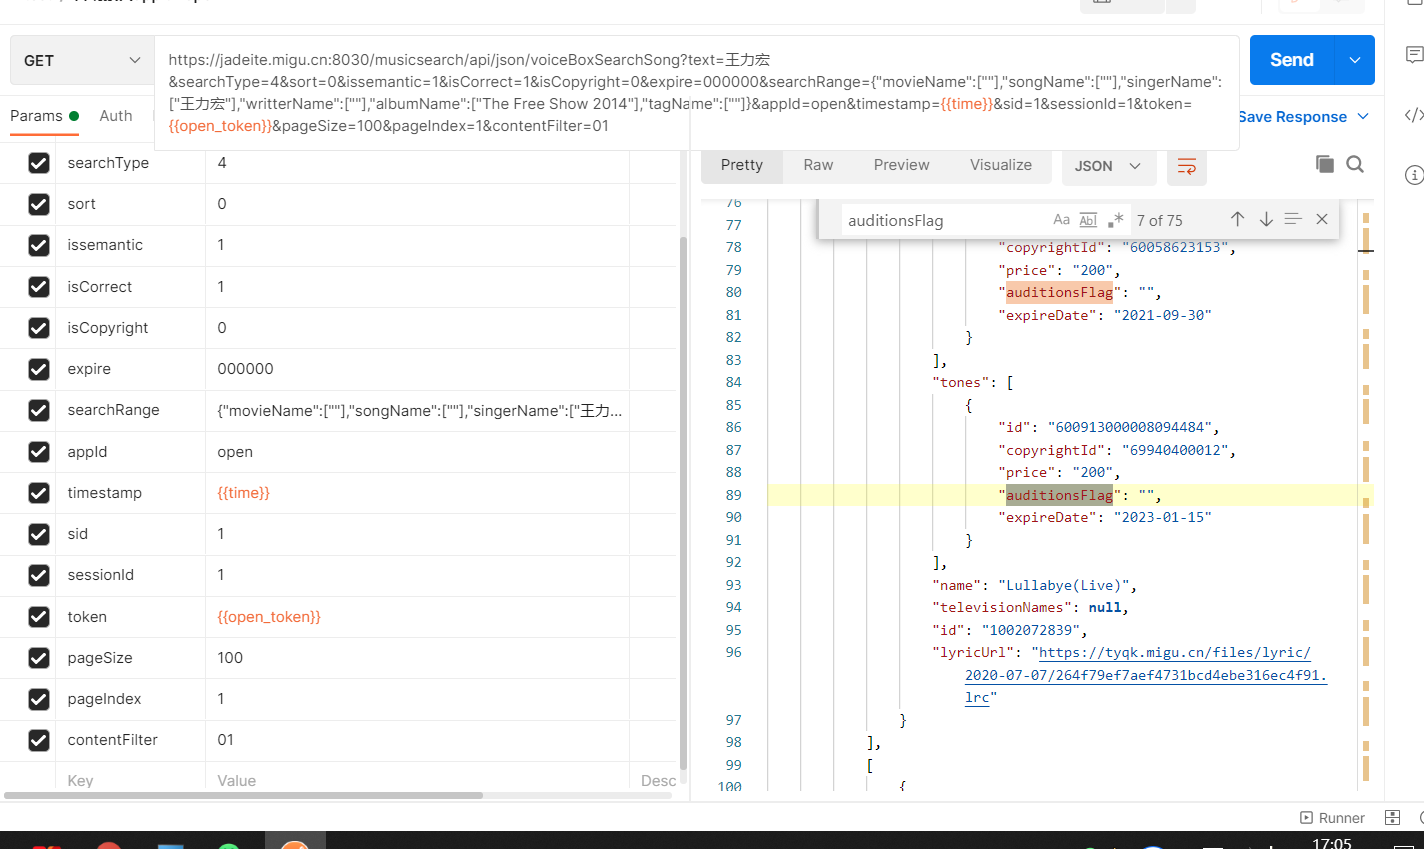 GET
https://jadeite.migu.cn:8030/musicsearch/api/json/voiceBoxSearchSong?text=王力宏
&searchType=4&sort=0&issemantic=1&isCorrect=1&isCopyright=0&expire=000000&searchRange={"movieName":[""],"songName":[""],"singerName":
["王力宏"],"writterName":[""],"albumName":["The Free Show 2014"],"tagName":[""]}&appId=open&timestamp={{time}}&sid=1&sessionId=1&token=
{{open_token}}&pageSize=100&pageIndex=1&contentFilter=01
Send
Params
Auth
Save Response
searchType 4
sort 0
issemantic 1
isCorrect 1
isCopyright 0
expire 000000
searchRange {"movieName":[""],"songName":[""],"singerName":["王力...
appId open
timestamp {{time}}
sid 1
sessionId 1
token {{open_token}}
pageSize 100
pageIndex 1
contentFilter 01
Key Value Desc
Pretty Raw Preview Visualize JSON
auditionsFlag Aa Abl .* 7 of 75
76
77
78 "copyrightId": "60058623153",
79 "price": "200",
80 "auditionsFlag": "",
81 "expireDate": "2021-09-30"
82 }
83 ],
84 "tones": [
85 {
86 "id": "600913000008094484",
87 "copyrightId": "69940400012",
88 "price": "200",
89 "auditionsFlag": "",
90 "expireDate": "2023-01-15"
91 }
92 ],
93 "name": "Lullabye(Live)",
94 "televisionNames": null,
95 "id": "1002072839",
96 "lyricUrl": "https://tyqk.migu.cn/files/lyric/
2020-07-07/264f79ef7aef4731bcd4ebe316ec4f91.
lrc"
97 }
98 ],
99 [
100 {
Runner
17:05